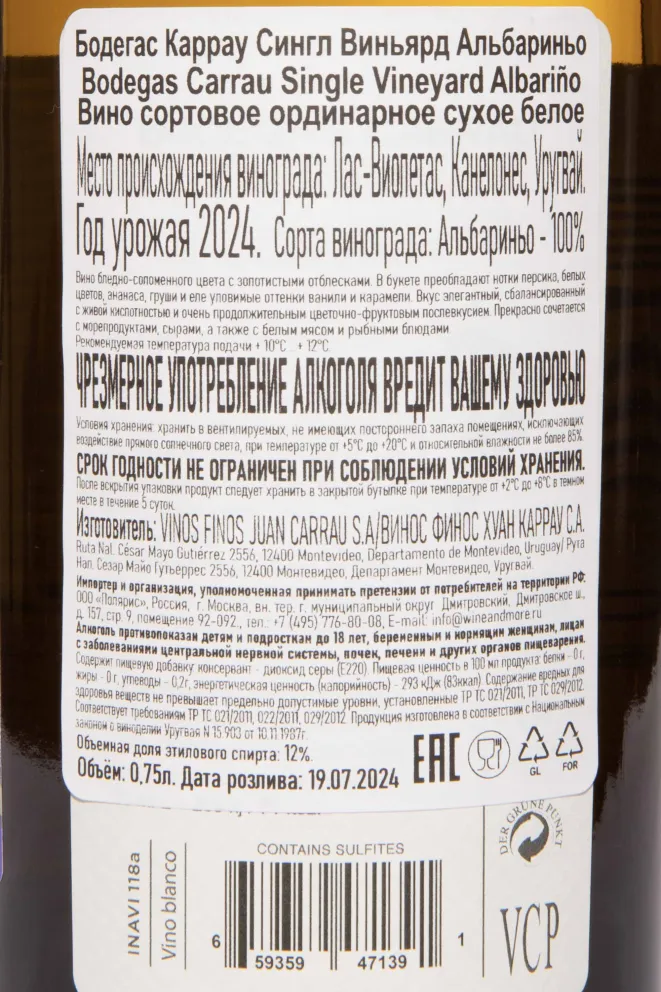 Бодегас Каррау Сингл Виньярд Альбариньо
Bodegas Carrau Single Vineyard Albariño
Вино сортовое ординарное сухое белое
Место происхождения винограда: Лас-Виолетас, Канелонес, Уругвай.
Год урожая 2024. Сорта винограда: Альбариньо - 100%
Вино бледно-соломенного цвета с золотистыми отблесками. В букете преобладают нотки персика, белых
цветов, ананаса, груши и еле уловимые оттенки ванили и карамели. Вкус элегантный, сбалансированный
с живой кислотностью и очень продолжительным цветочно-фруктовым послевкусием. Прекрасно сочетается
с морепродуктами, сырами, а также с белым мясом и рыбными блюдами.
Рекомендуемая температура подачи + 10°C ... + 12°C.
ЧРЕЗМЕРНОЕ УПОТРЕБЛЕНИЕ АЛКОГОЛЯ ВРЕДИТ ВАШЕМУ ЗДОРОВЬЮ
Условия хранения: хранить в вентилируемых, не имеющих постороннего запаха помещениях, исключающих
воздействие прямого солнечного света, при температуре от +5°C до +20°C и относительной влажности не более 85%.
СРОК ГОДНОСТИ НЕ ОГРАНИЧЕН ПРИ СОБЛЮДЕНИИ УСЛОВИЙ ХРАНЕНИЯ.
После вскрытия упаковки продукт следует хранить в закрытой бутылке при температуре от +2°C до +8°C в темном
месте в течение 5 суток.
Изготовитель: VINOS FINOS JUAN CARRAU S.A/ВИНОС ФИНОС ХУАН КАРРАУ С.А.
Ruta Nal. César Mayo Gutiérrez 2556, 12400 Montevideo, Departamento de Montevideo, Uruguay/ Рута
Нал. Сезар Майо Гутьеррес 2556, 12400 Монтевидео, Департамент Монтевидео, Уругвай.
Импортер и организация, уполномоченная принимать претензии от потребителей на территории РФ:
ООО «Полярис», Россия, г. Москва, вн. тер. г. муниципальный округ Дмитровский, Дмитровское ш.,
д. 157, стр. 9, помещение 92-092, тел.: +7 (495) 776-80-08, E-mail: info@wineandmore.ru
Алкоголь противопоказан детям и подросткам до 18 лет, беременным и кормящим женщинам, лицам
с заболеваниями центральной нервной системы, почек, печени и других органов пищеварения.
Содержит пищевую добавку консервант - диоксид серы (E220). Пищевая ценность в 100 мл продукта: белки - 0 г,
жиры - 0 г, углеводы - 0,2г, энергетическая ценность (калорийность) - 293 кДж (83ккал). Содержание вредных для
здоровья веществ не превышает предельно допустимые уровни, установленные ТР ТС 021/2011, ТР ТС 029/2012.
Соответствует требованиям ТР ТС 021/2011, 022/2011, 029/2012. Продукция изготовлена в соответствии с Национальным
законом о виноделии Уругвая N 15 903 от 10.11.1987г.
Объемная доля этилового спирта: 12%.
Объём: 0,75л. Дата розлива: 19.07.2024
EAC
GL
FOR
DER GRÜNE PUNKT
CONTAINS SULFITES
INAVI 118a
Vino blanco
6 59359 47139 1
VCP